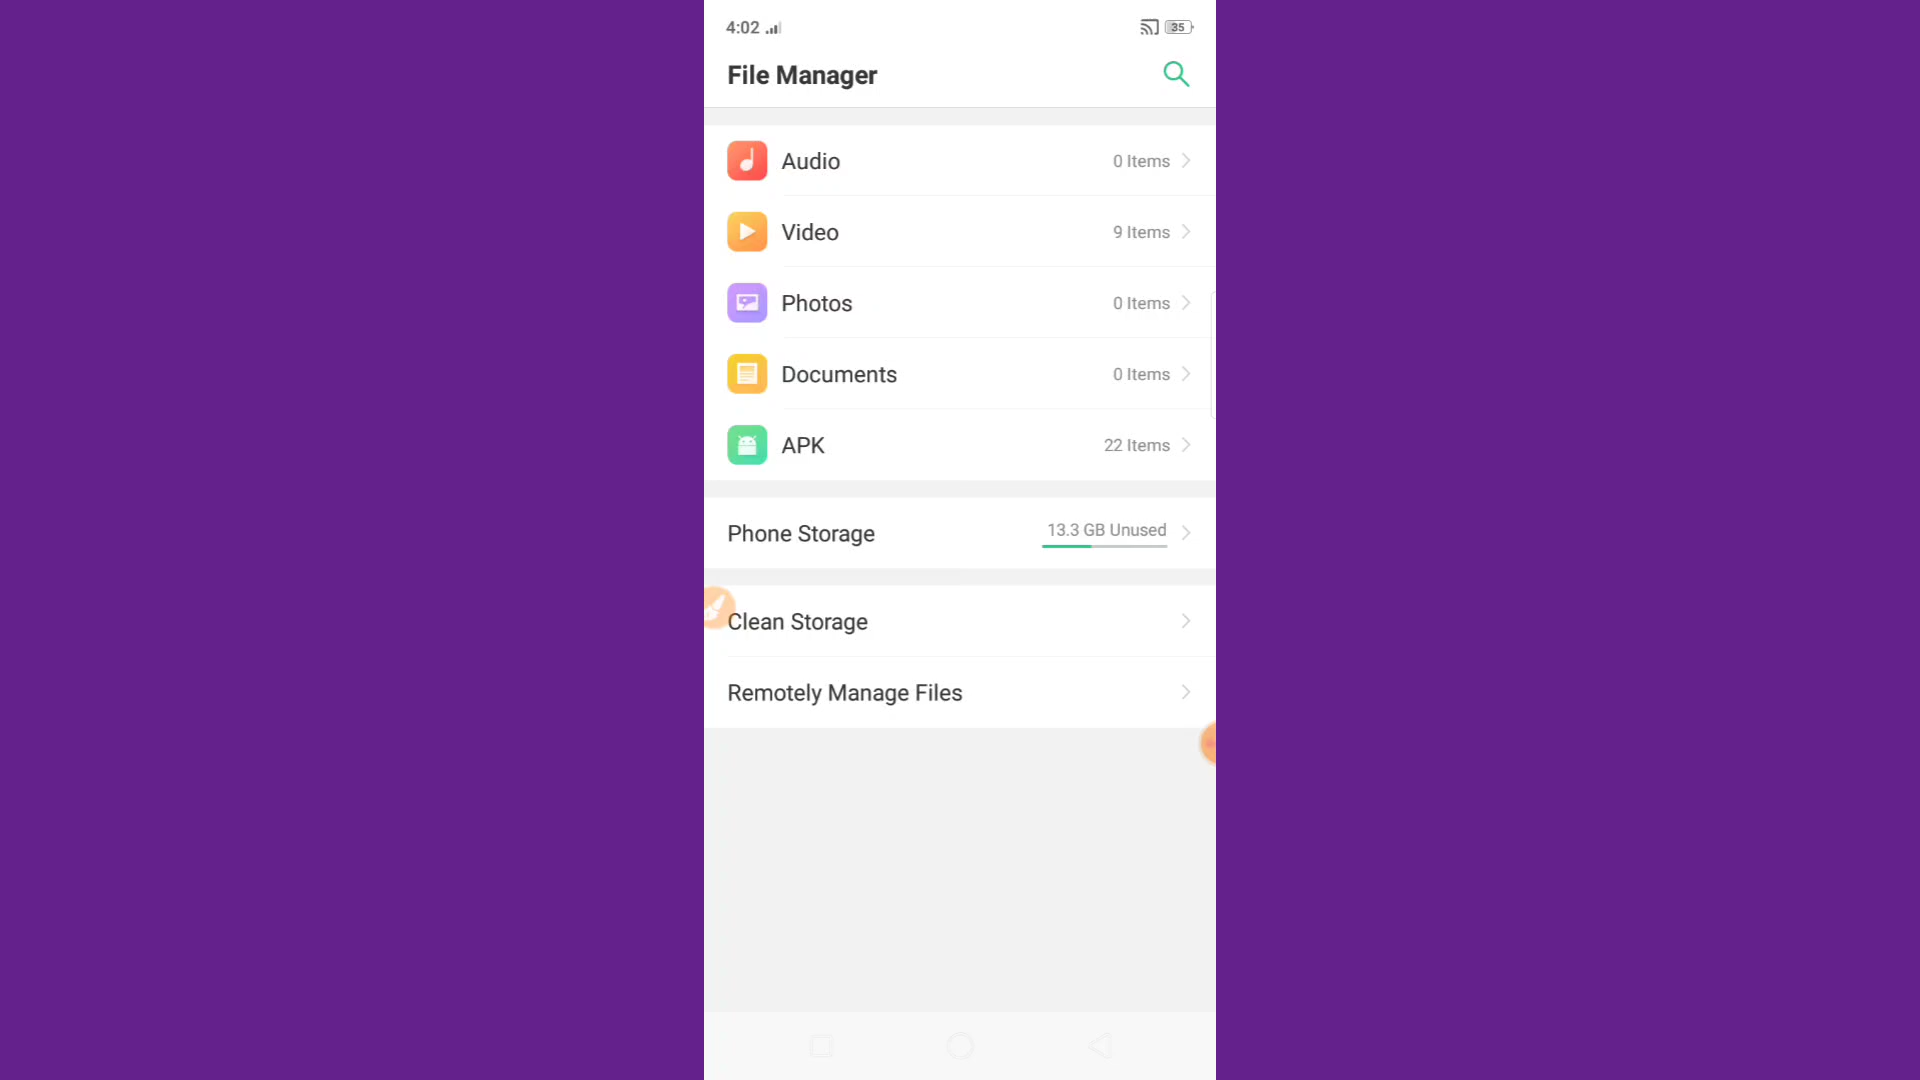 4:02 35
File Manager
Audio 0 Items
Video 9 Items
Photos 0 Items
Documents 0 Items
APK 22 Items
Phone Storage 13.3 GB Unused
Clean Storage
Remotely Manage Files